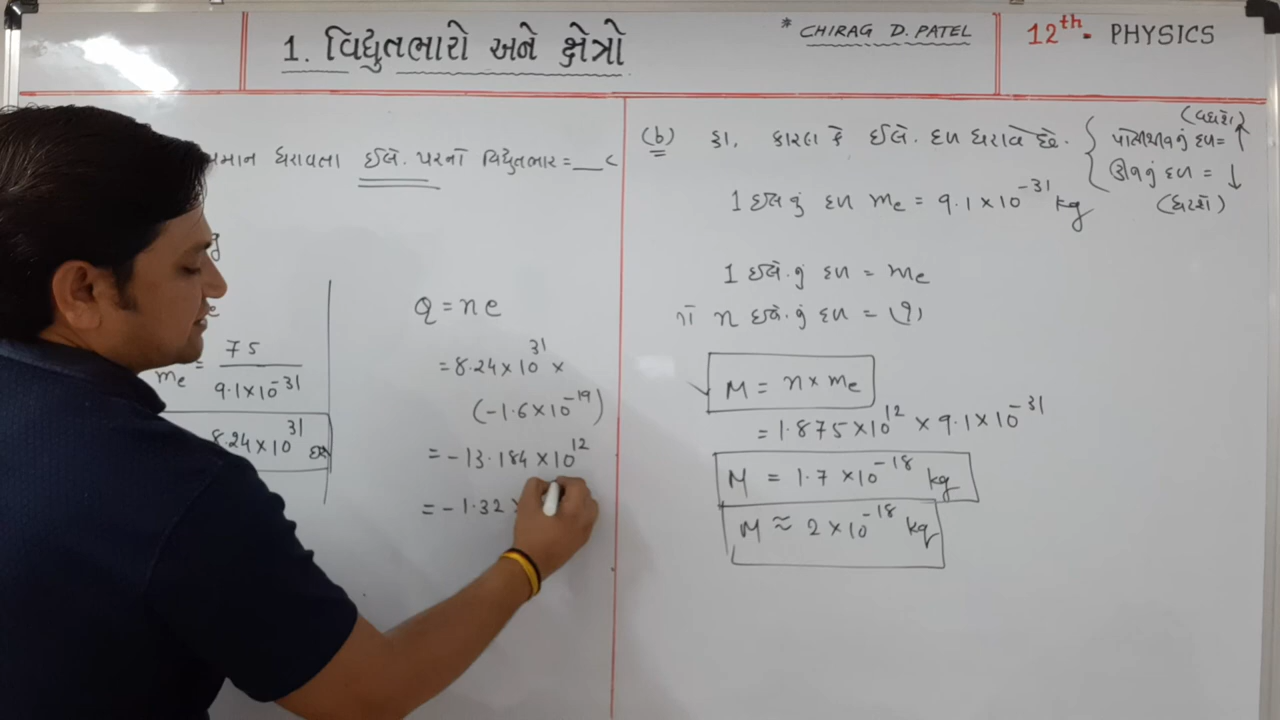 1. વિદ્યુતભારો અને ક્ષેત્રો
* CHIRAG D. PATEL
12th PHYSICS
ધરાવતા ઈલે. પરનો વિદ્યુતભાર = __ C
me = 75 / 9.1×10^-31
8.24×10^31
Q = ne
= 8.24×10^31 ×
(-1.6×10^-19)
= -13.184×10^12
= -1.32 ×
(b) હા, કારણ કે ઈલે. દળ ધરાવે છે.
(વધશે)
પોલીથીનનું દળ = ↑
ઊનનું દળ = ↓
(ઘટશે)
1 ઈલેનું દળ me = 9.1×10^-31 kg
1 ઈલે.નું દળ = me
તો n ઈલે.નું દળ = (?)
M = n×me
= 1.875×10^12 × 9.1×10^-31
M = 1.7 ×10^-18 kg
M ≈ 2×10^-18 kg